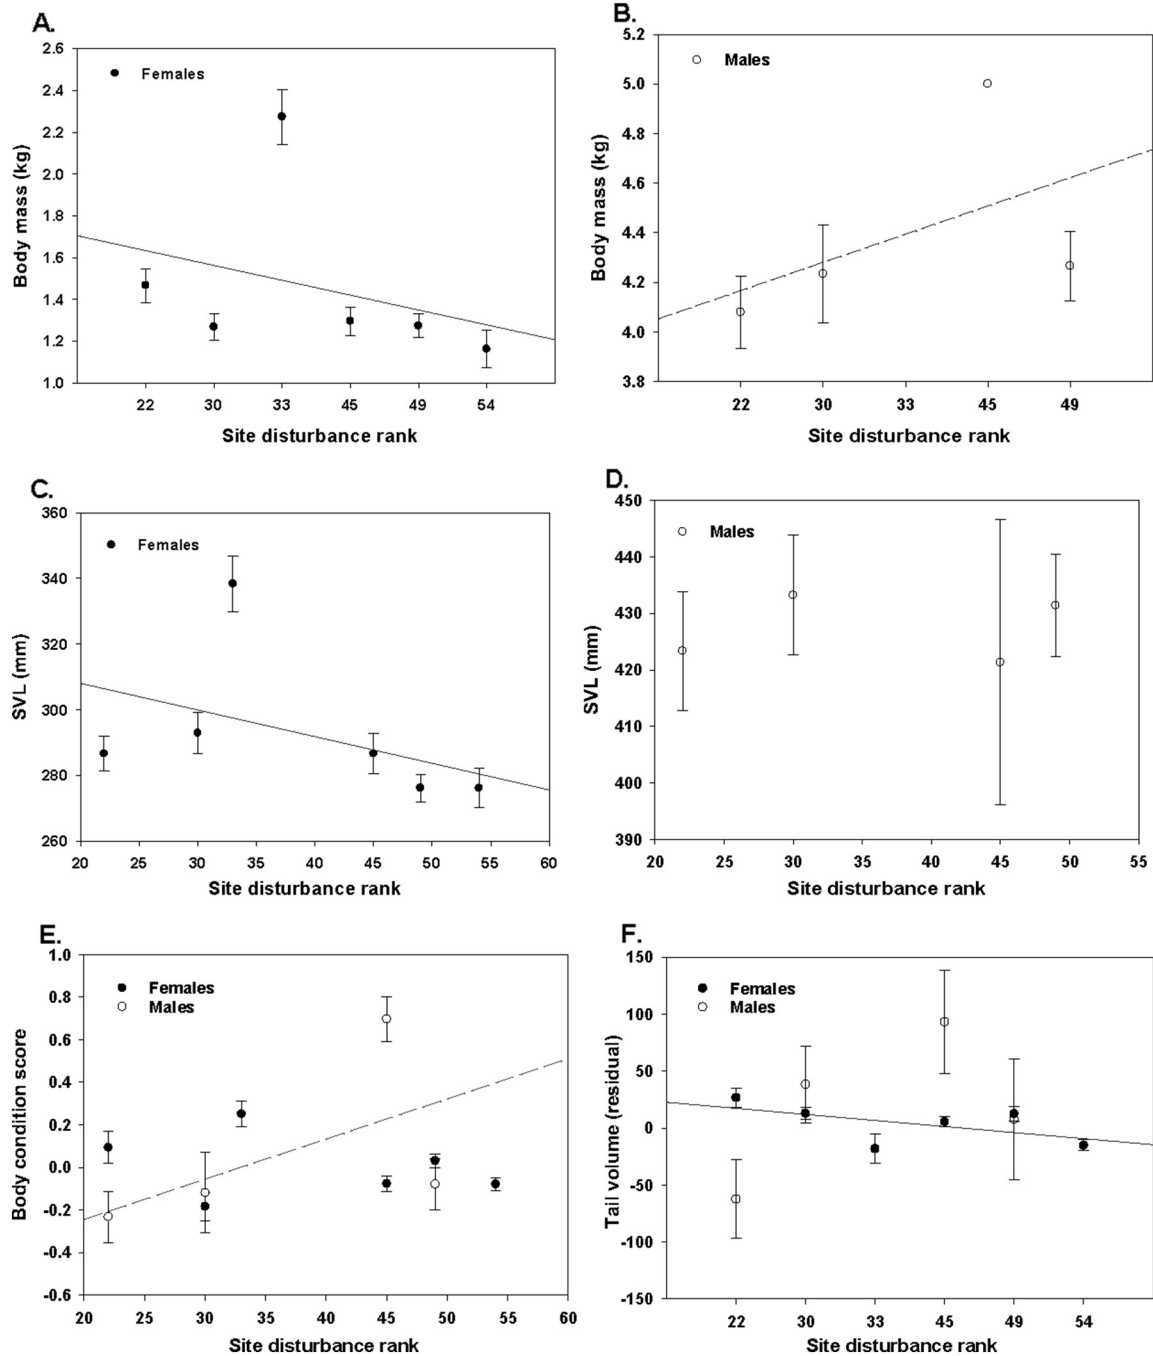 A.
Females
Body mass (kg)
2.6
2.4
2.2
2.0
1.8
1.6
1.4
1.2
1.0
22 30 33 45 49 54
Site disturbance rank
B.
Males
Body mass (kg)
5.2
5.0
4.8
4.6
4.4
4.2
4.0
3.8
22 30 33 45 49
Site disturbance rank
C.
Females
SVL (mm)
360
340
320
300
280
260
20 25 30 35 40 45 50 55 60
Site disturbance rank
D.
Males
SVL (mm)
450
440
430
420
410
400
390
20 25 30 35 40 45 50 55
Site disturbance rank
E.
Females
Males
Body condition score
1.0
0.8
0.6
0.4
0.2
0.0
-0.2
-0.4
-0.6
20 25 30 35 40 45 50 55 60
Site disturbance rank
F.
Females
Males
Tail volume (residual)
150
100
50
0
-50
-100
-150
22 30 33 45 49 54
Site disturbance rank